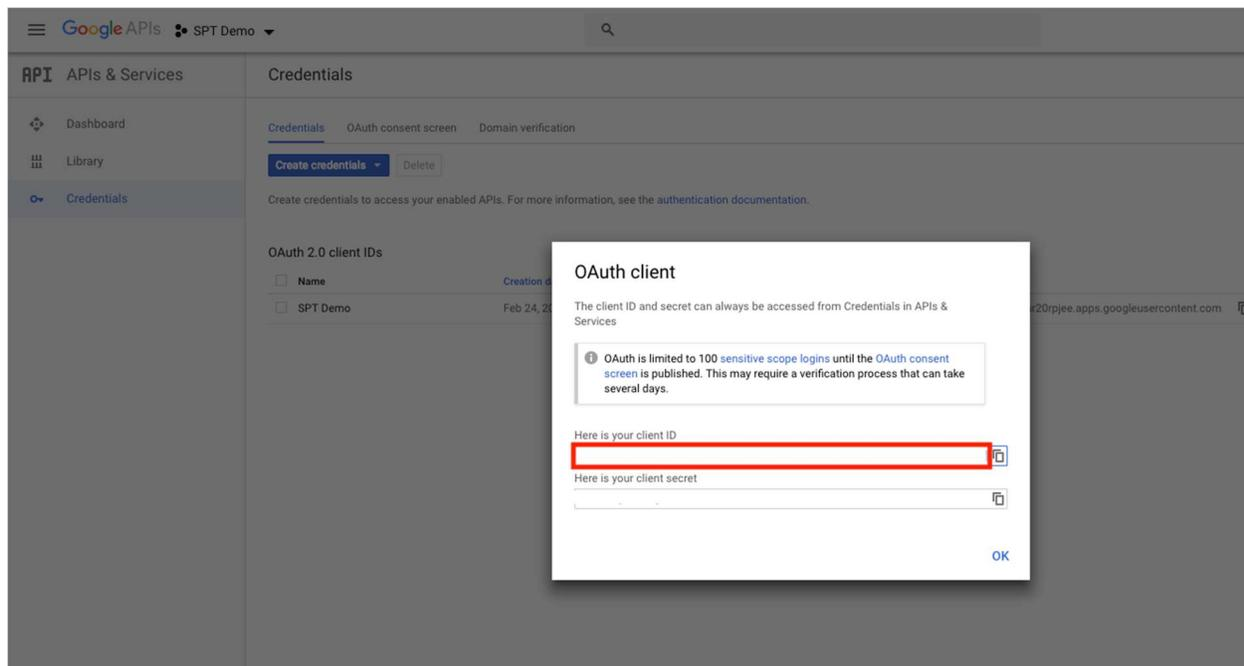 Google APIs SPT Demo
API APIs & Services
Credentials
Dashboard
Library
Credentials
Credentials OAuth consent screen Domain verification
Create credentials Delete
Create credentials to access your enabled APIs. For more information, see the authentication documentation.
OAuth 2.0 client IDs
Name Creation
SPT Demo Feb 24,
r20rpjee.apps.googleusercontent.com
OAuth client
The client ID and secret can always be accessed from Credentials in APIs &
Services
OAuth is limited to 100 sensitive scope logins until the OAuth consent
screen is published. This may require a verification process that can take
several days.
Here is your client ID
Here is your client secret
OK